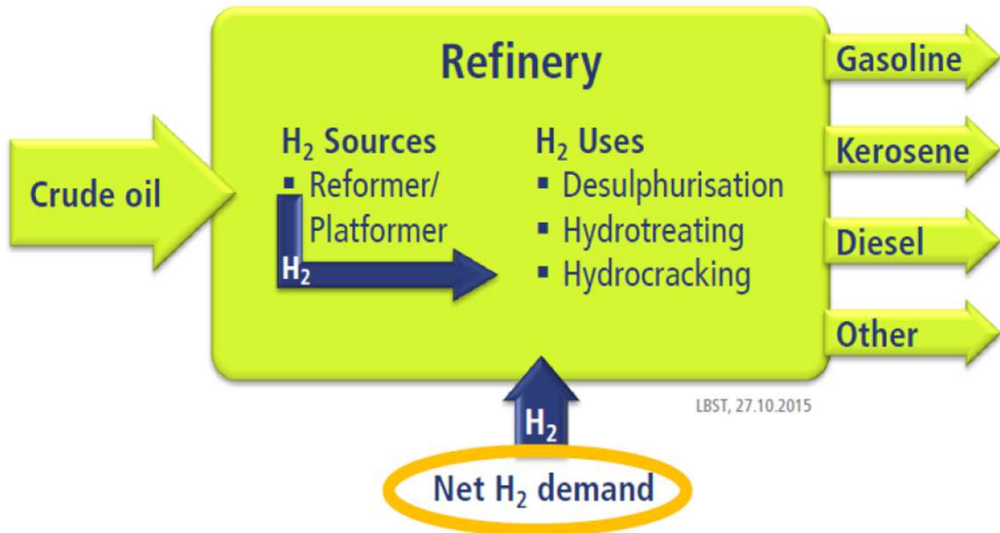 Refinery
Crude oil
H₂ Sources
▪ Reformer/
Platformer
H₂
H₂ Uses
▪ Desulphurisation
▪ Hydrotreating
▪ Hydrocracking
Gasoline
Kerosene
Diesel
Other
LBST, 27.10.2015
H₂
Net H₂ demand